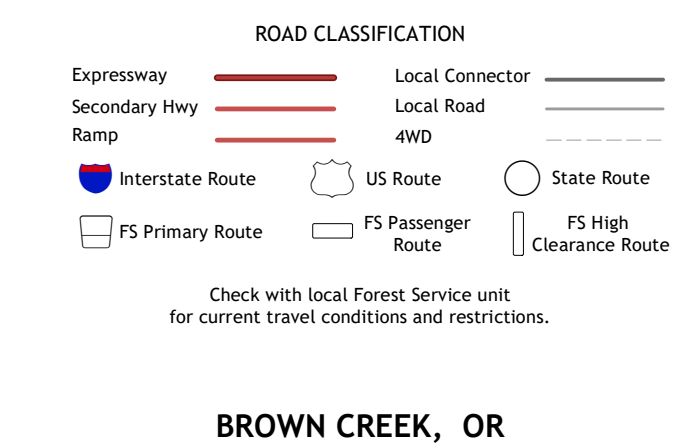 ROAD CLASSIFICATION
Expressway
Local Connector
Secondary Hwy
Local Road
Ramp
4WD
Interstate Route
US Route
State Route
FS Primary Route
FS Passenger
Route
FS High
Clearance Route
Check with local Forest Service unit
for current travel conditions and restrictions.
BROWN CREEK, OR